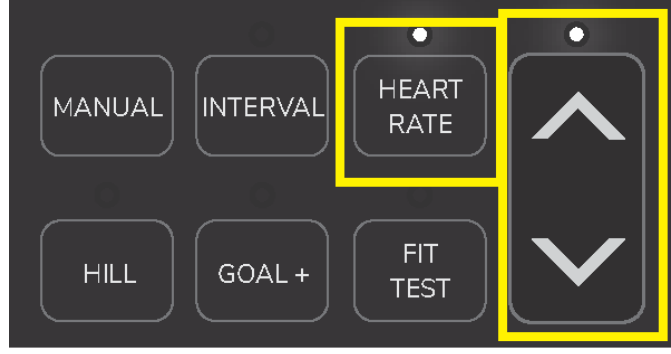 MANUAL
INTERVAL
HEART
RATE
HILL
GOAL +
FIT
TEST